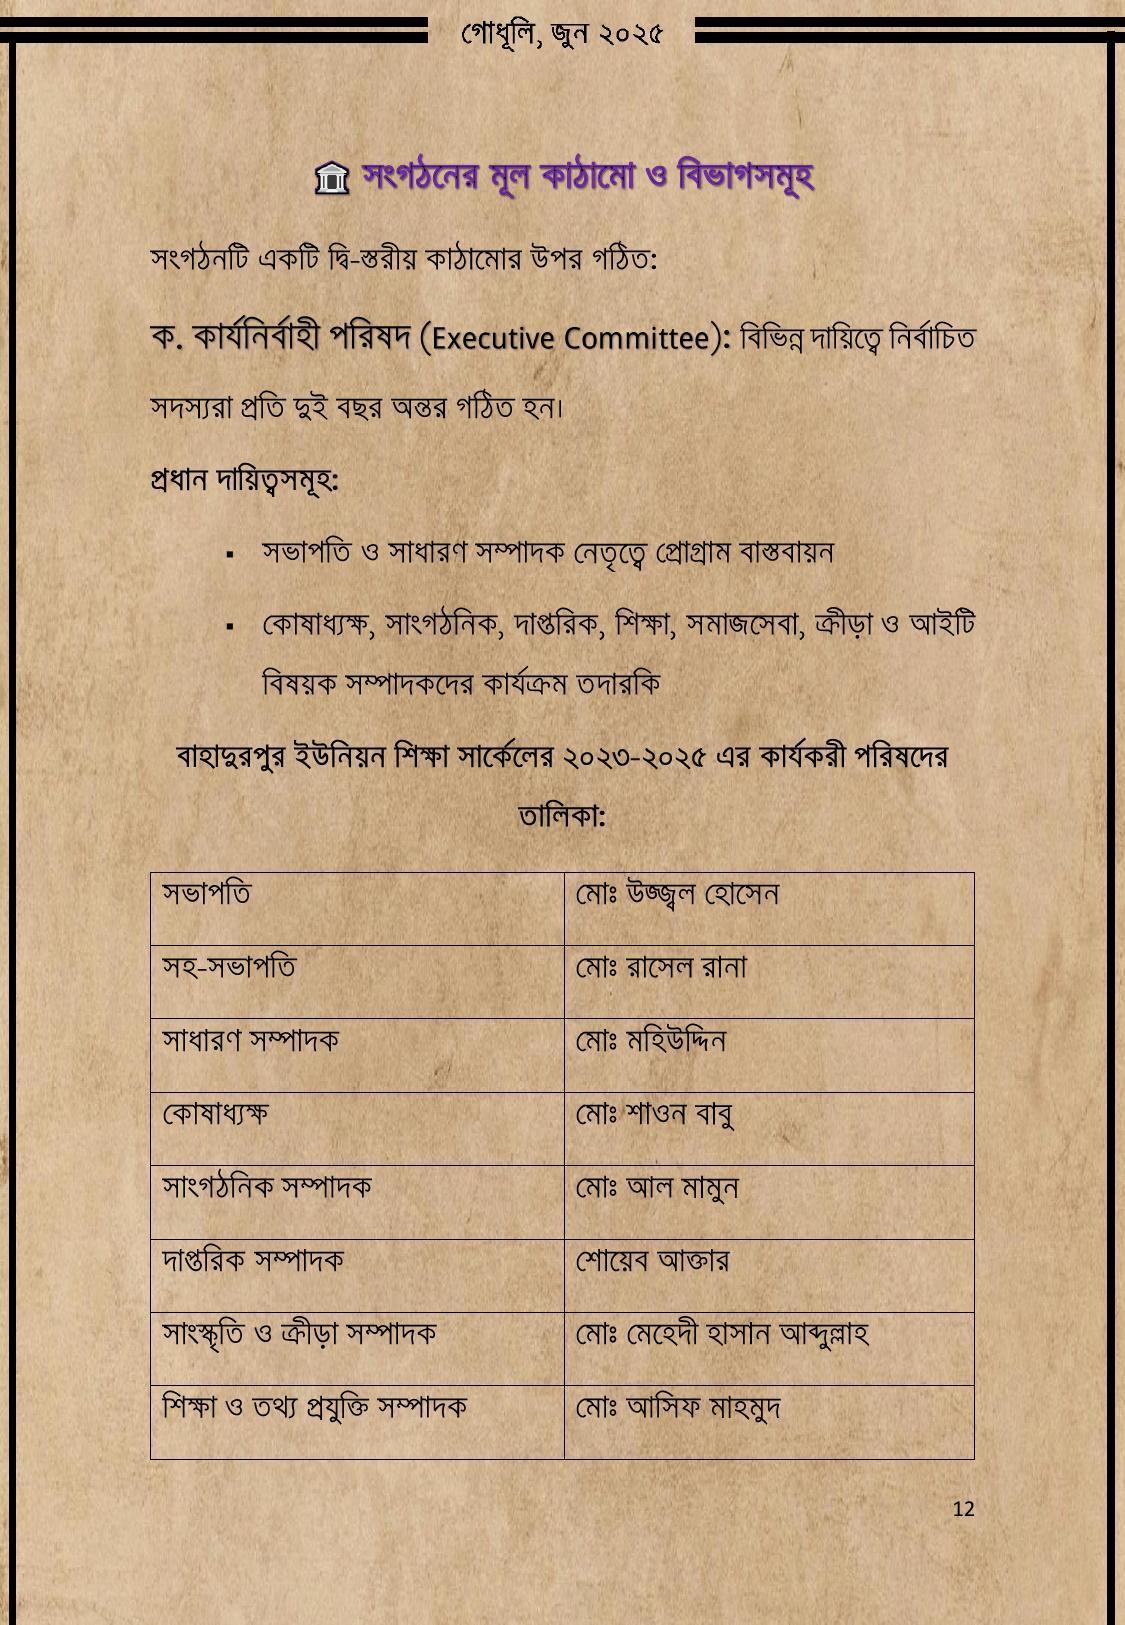 গোধূলি, জুন ২০২৫
সংগঠনের মূল কাঠামো ও বিভাগসমূহ
সংগঠনটি একটি দ্বি-স্তরীয় কাঠামোর উপর গঠিত:
ক. কার্যনির্বাহী পরিষদ (Executive Committee): বিভিন্ন দায়িত্বে নির্বাচিত
সদস্যরা প্রতি দুই বছর অন্তর গঠিত হন।
প্রধান দায়িত্বসমূহ:
▪ সভাপতি ও সাধারণ সম্পাদক নেতৃত্বে প্রোগ্রাম বাস্তবায়ন
▪ কোষাধ্যক্ষ, সাংগঠনিক, দাপ্তরিক, শিক্ষা, সমাজসেবা, ক্রীড়া ও আইটি
বিষয়ক সম্পাদকদের কার্যক্রম তদারকি
বাহাদুরপুর ইউনিয়ন শিক্ষা সার্কেলের ২০২৩-২০২৫ এর কার্যকরী পরিষদের
তালিকা:
সভাপতি মোঃ উজ্জ্বল হোসেন
সহ-সভাপতি মোঃ রাসেল রানা
সাধারণ সম্পাদক মোঃ মহিউদ্দিন
কোষাধ্যক্ষ মোঃ শাওন বাবু
সাংগঠনিক সম্পাদক মোঃ আল মামুন
দাপ্তরিক সম্পাদক শোয়েব আক্তার
সাংস্কৃতি ও ক্রীড়া সম্পাদক মোঃ মেহেদী হাসান আব্দুল্লাহ
শিক্ষা ও তথ্য প্রযুক্তি সম্পাদক মোঃ আসিফ মাহমুদ
12